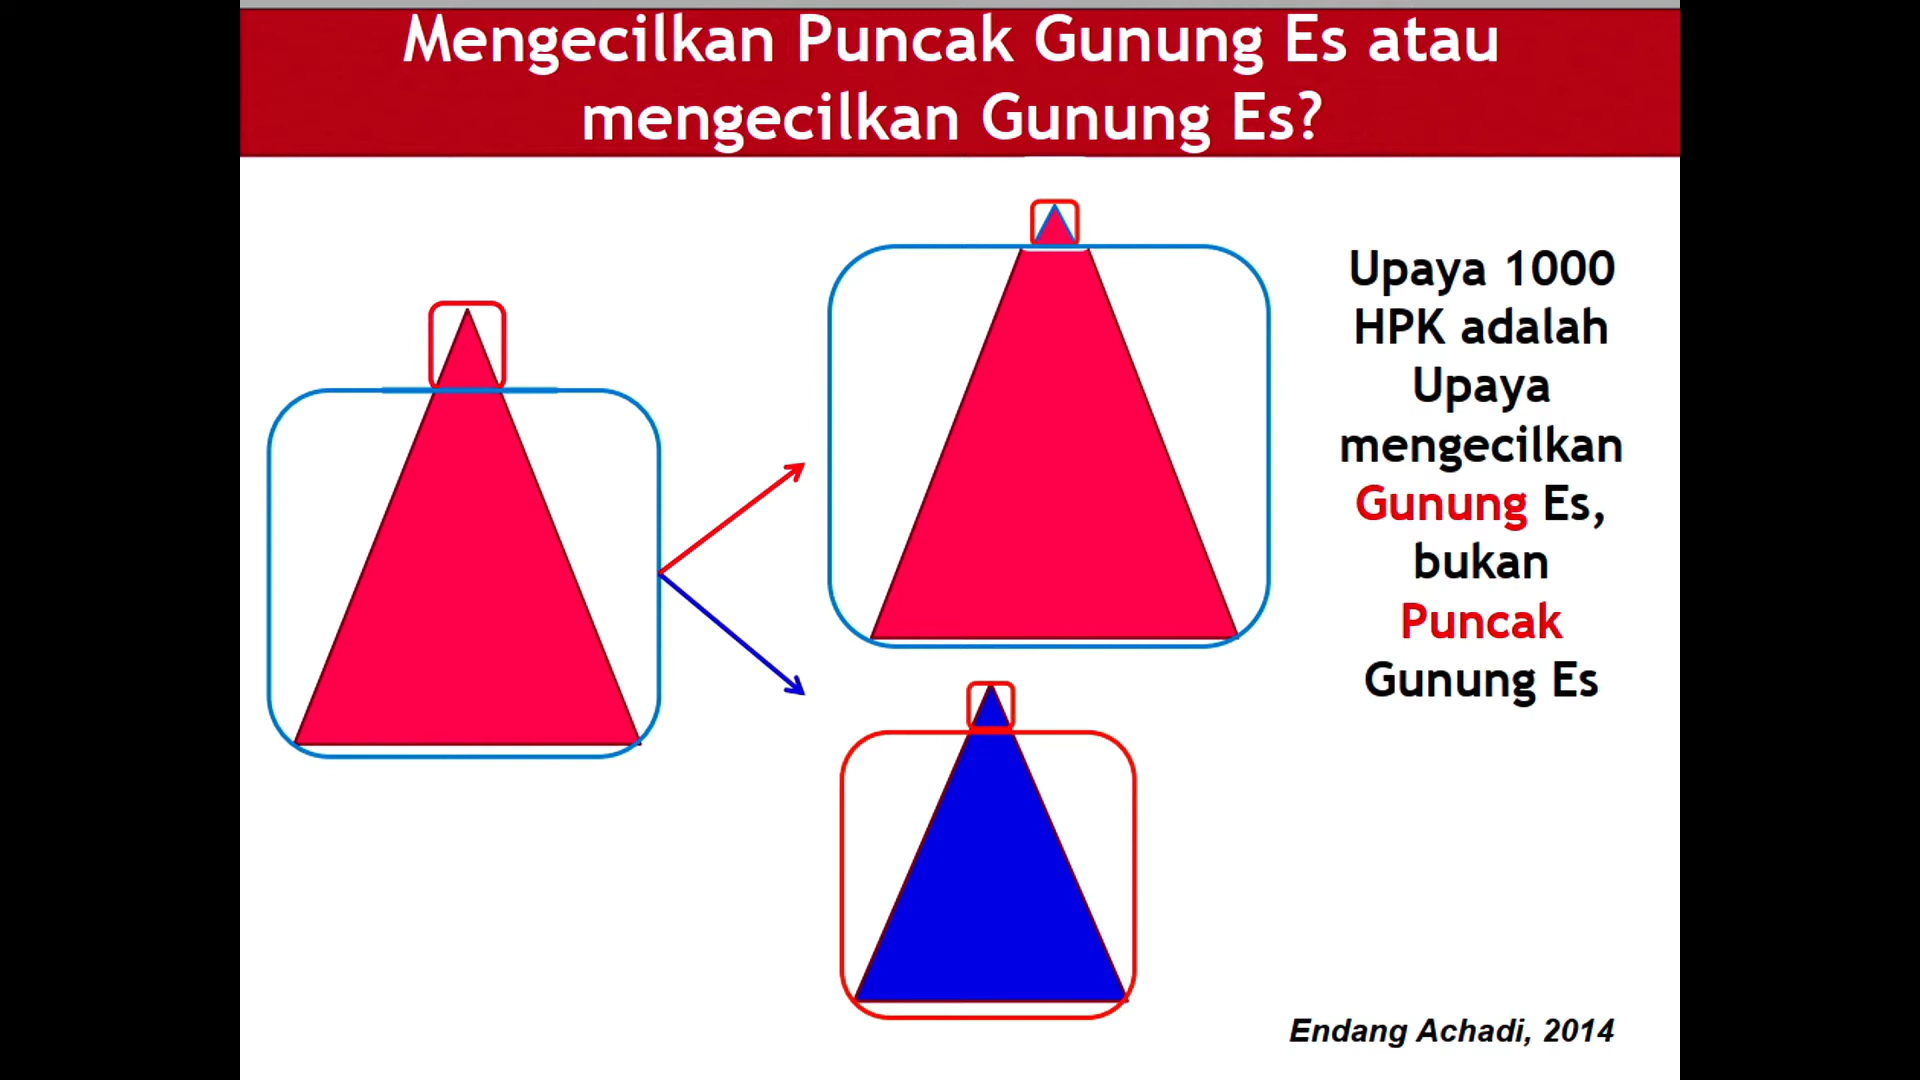 Mengecilkan Puncak Gunung Es atau
mengecilkan Gunung Es?
Upaya 1000
HPK adalah
Upaya
mengecilkan
Gunung Es,
bukan
Puncak
Gunung Es
Endang Achadi, 2014